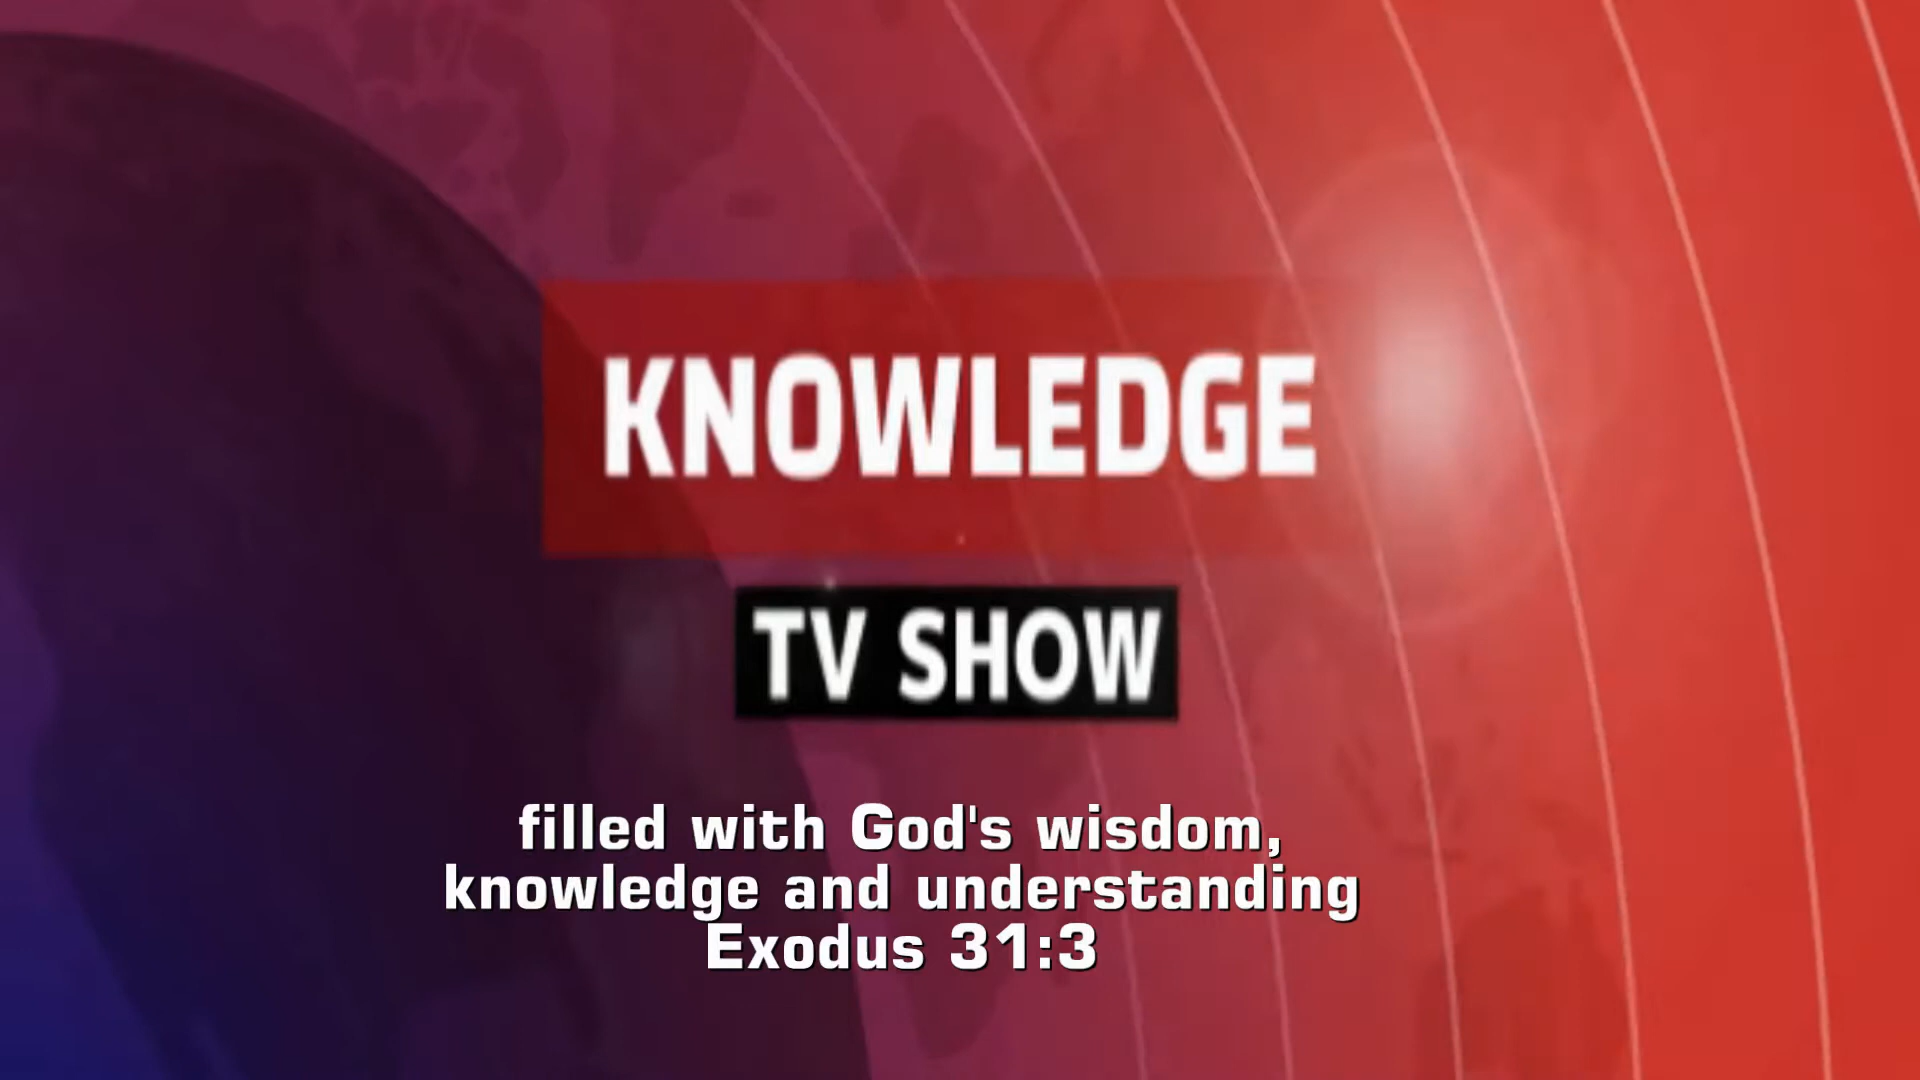 KNOWLEDGE
TV SHOW
filled with God's wisdom,
knowledge and understanding
Exodus 31:3